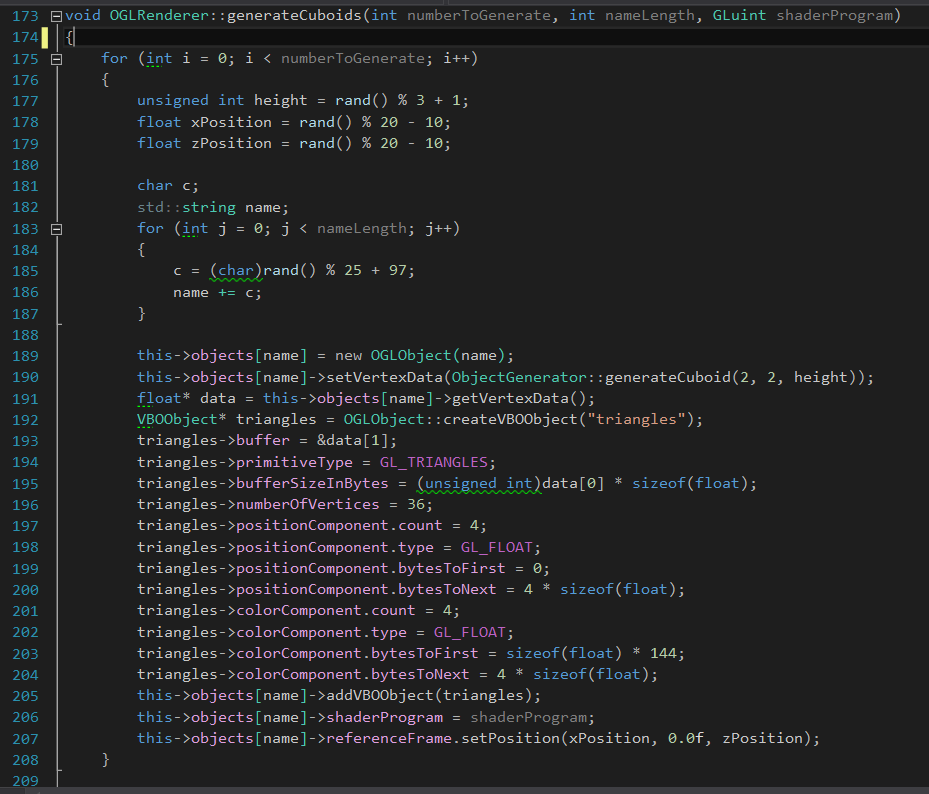 173 void OGLRenderer::generateCuboids(int numberToGenerate, int nameLength, GLuint shaderProgram)
174 {
175     for (int i = 0; i < numberToGenerate; i++)
176     {
177         unsigned int height = rand() % 3 + 1;
178         float xPosition = rand() % 20 - 10;
179         float zPosition = rand() % 20 - 10;
180
181         char c;
182         std::string name;
183         for (int j = 0; j < nameLength; j++)
184         {
185             c = (char)rand() % 25 + 97;
186             name += c;
187         }
188
189         this->objects[name] = new OGLObject(name);
190         this->objects[name]->setVertexData(ObjectGenerator::generateCuboid(2, 2, height));
191         float* data = this->objects[name]->getVertexData();
192         VBOObject* triangles = OGLObject::createVBOObject("triangles");
193         triangles->buffer = &data[1];
194         triangles->primitiveType = GL_TRIANGLES;
195         triangles->bufferSizeInBytes = (unsigned int)data[0] * sizeof(float);
196         triangles->numberOfVertices = 36;
197         triangles->positionComponent.count = 4;
198         triangles->positionComponent.type = GL_FLOAT;
199         triangles->positionComponent.bytesToFirst = 0;
200         triangles->positionComponent.bytesToNext = 4 * sizeof(float);
201         triangles->colorComponent.count = 4;
202         triangles->colorComponent.type = GL_FLOAT;
203         triangles->colorComponent.bytesToFirst = sizeof(float) * 144;
204         triangles->colorComponent.bytesToNext = 4 * sizeof(float);
205         this->objects[name]->addVBOObject(triangles);
206         this->objects[name]->shaderProgram = shaderProgram;
207         this->objects[name]->referenceFrame.setPosition(xPosition, 0.0f, zPosition);
208     }
209